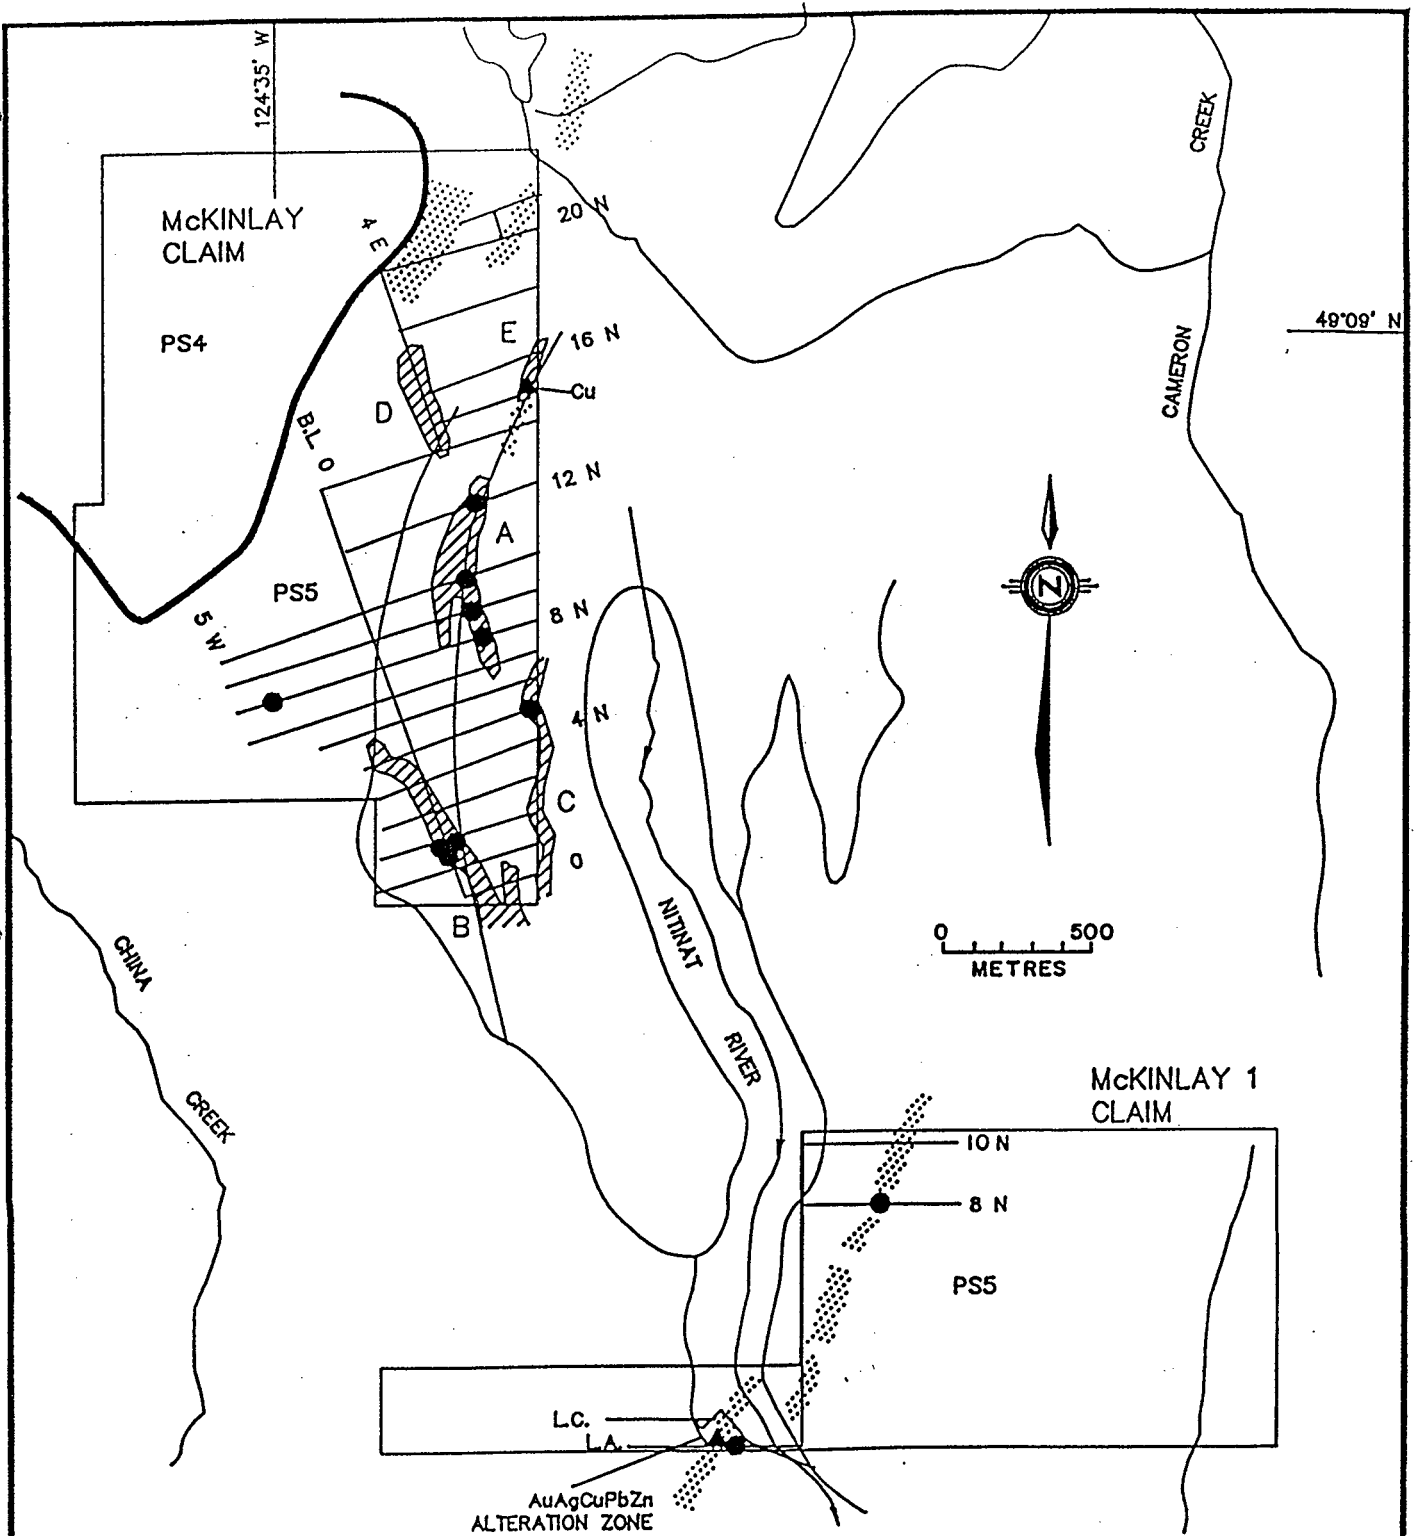 124°35' W
CREEK
McKINLAY
CLAIM
4 E
20 N
PS4
E
16 N
49°09' N
CAMERON
Cu
D
B.L. 0
12 N
A
N
PS5
8 N
5 W
4 N
C
0
B
NITINAT
0 500
METRES
CHINA
RIVER
McKINLAY 1
CLAIM
CREEK
10 N
8 N
PS5
L.C.
L.A.
AuAgCuPbZn
ALTERATION ZONE